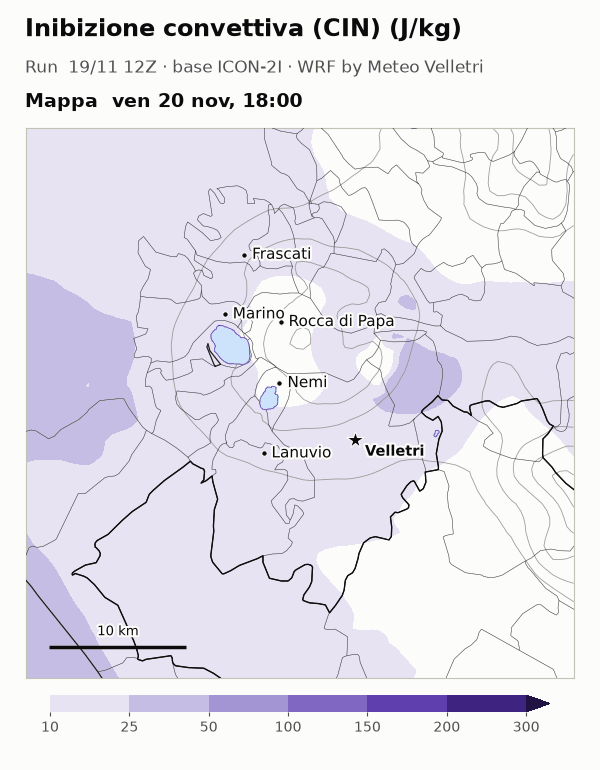 Inibizione convettiva (CIN) (J/kg)
Run  19/11 12Z · base ICON-2I · WRF by Meteo Velletri
Mappa  ven 20 nov, 18:00
Frascati
Marino
Rocca di Papa
Nemi
Velletri
Lanuvio
10 km
10 25 50 100 150 200 300